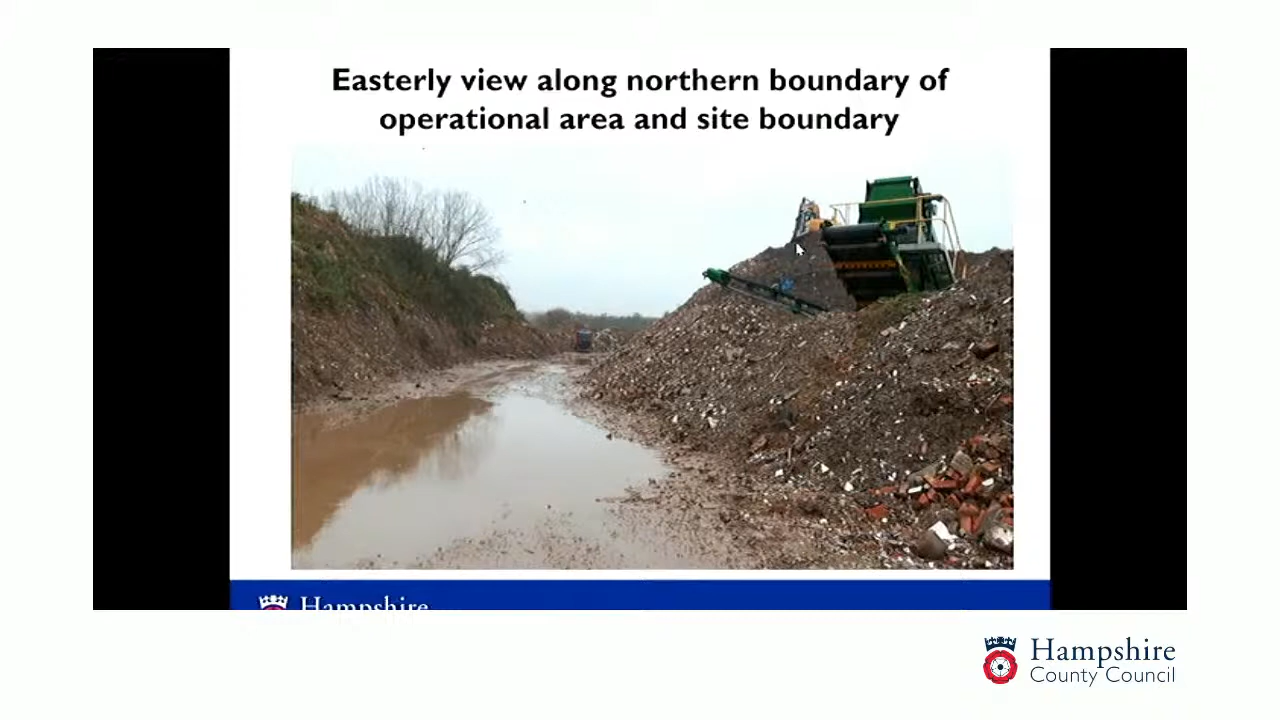 Easterly view along northern boundary of
operational area and site boundary
Hampshire
Hampshire
County Council